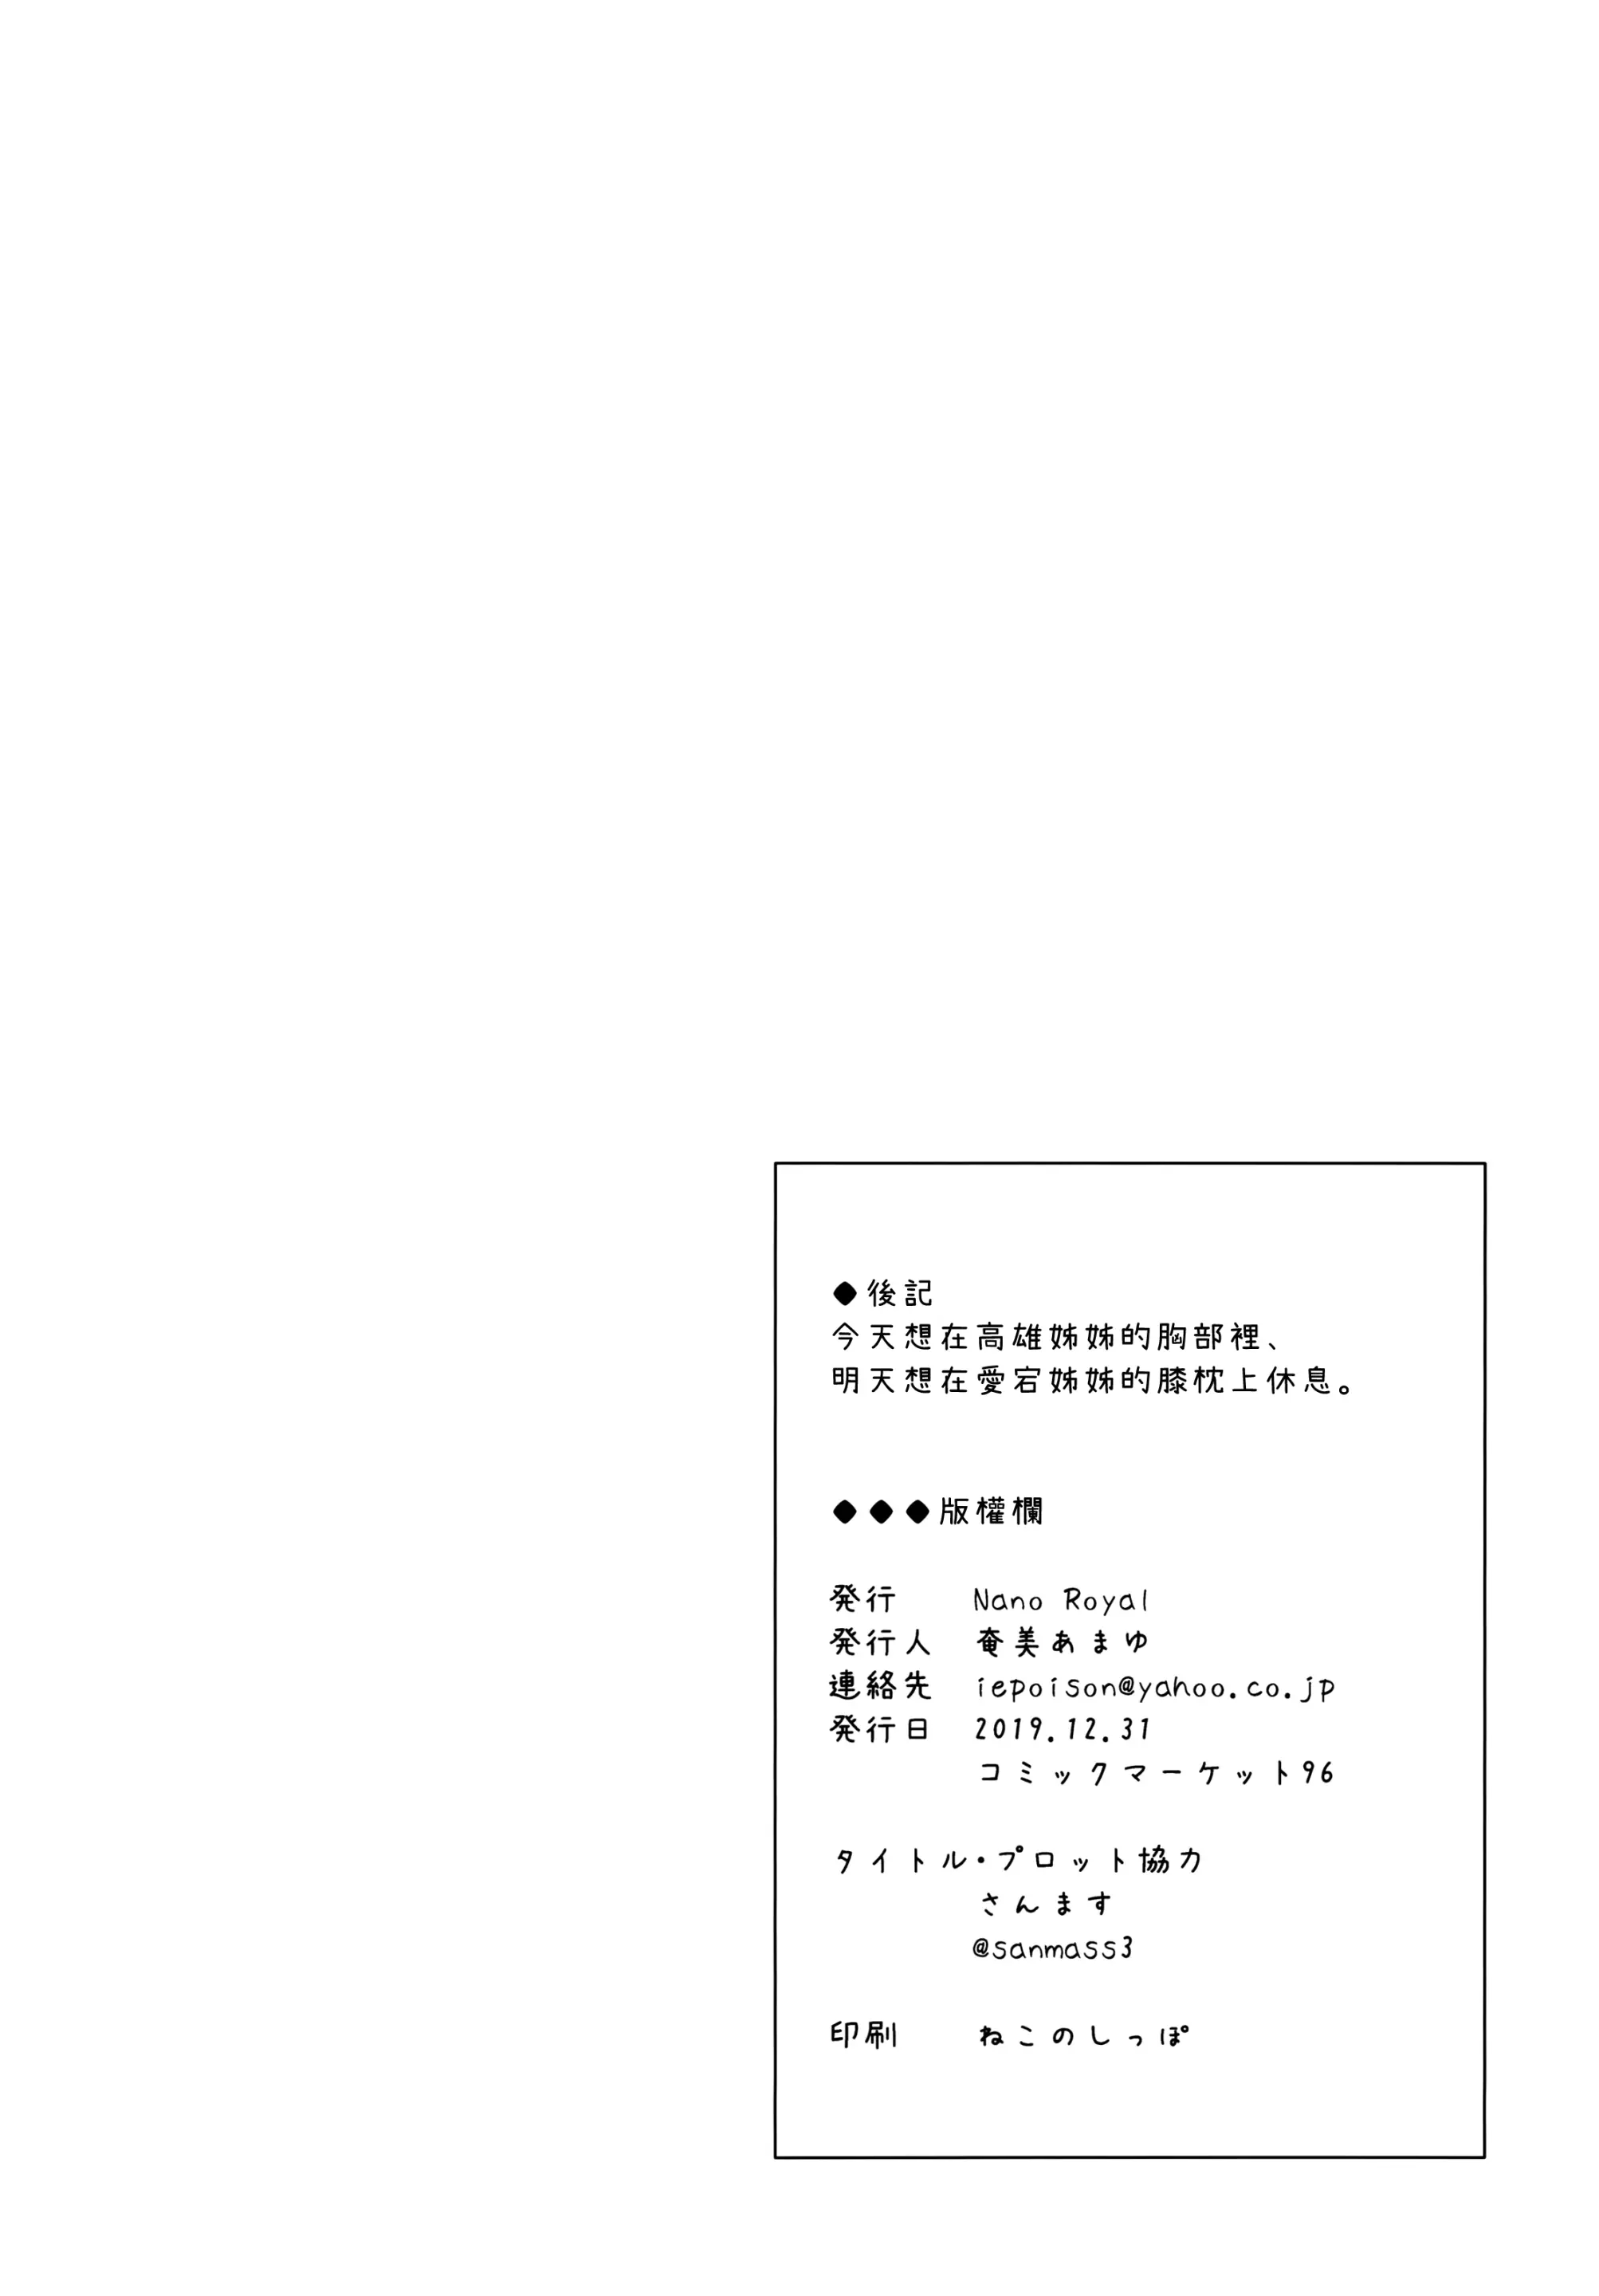 ◆後記
今天想在高雄姊姊的胸部裡、
明天想在愛宕姊姊的膝枕上休息。
◆◆◆版權欄
発行 Nano Royal
発行人 奄美あまゆ
連絡先 iepoison@yahoo.co.jp
発行日 2019.12.31
コミックマーケット96
タイトル・プロット協力
さんます
@sanmass3
印刷 ねこのしっぽ